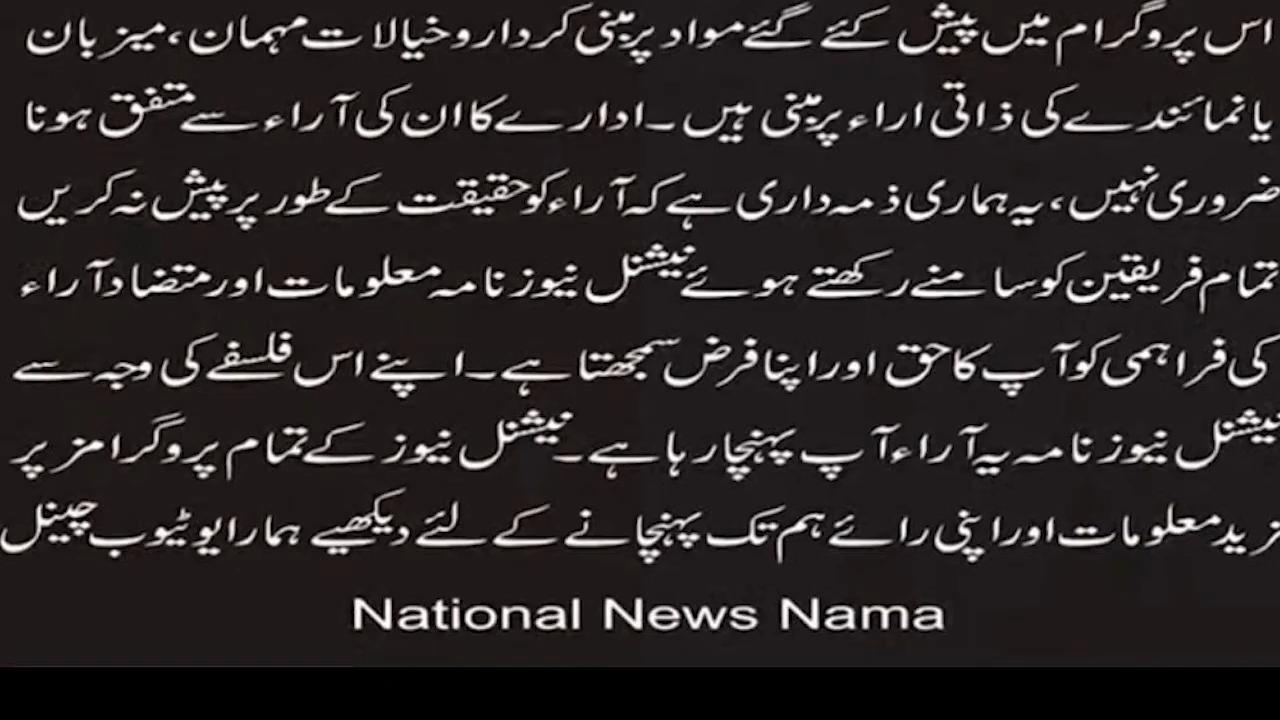 اس پروگرام میں پیش کئے گئے مواد پر مبنی کردار و خیالات مہمان، میزبان
یا نمائندے کی ذاتی اراء پر مبنی ہیں۔ ادارے کا ان کی آراء سے متفق ہونا
ضروری نہیں، یہ ہماری ذمہ داری ہے کہ آراء کو حقیقت کے طور پر پیش نہ کریں
تمام فریقین کو سامنے رکھتے ہوئے نیشنل نیوز نامہ معلومات اور متضاد آراء
کی فراہمی کو آپ کا حق اور اپنا فرض سمجھتا ہے۔ اپنے اس فلسفے کی وجہ سے
نیشنل نیوز نامہ یہ آراء آپ پہنچا رہا ہے۔ نیشنل نیوز کے تمام پروگرامز پر
مزید معلومات اور اپنی رائے ہم تک پہنچانے کے لئے دیکھیے ہمارا یو ٹیوب چینل
National News Nama